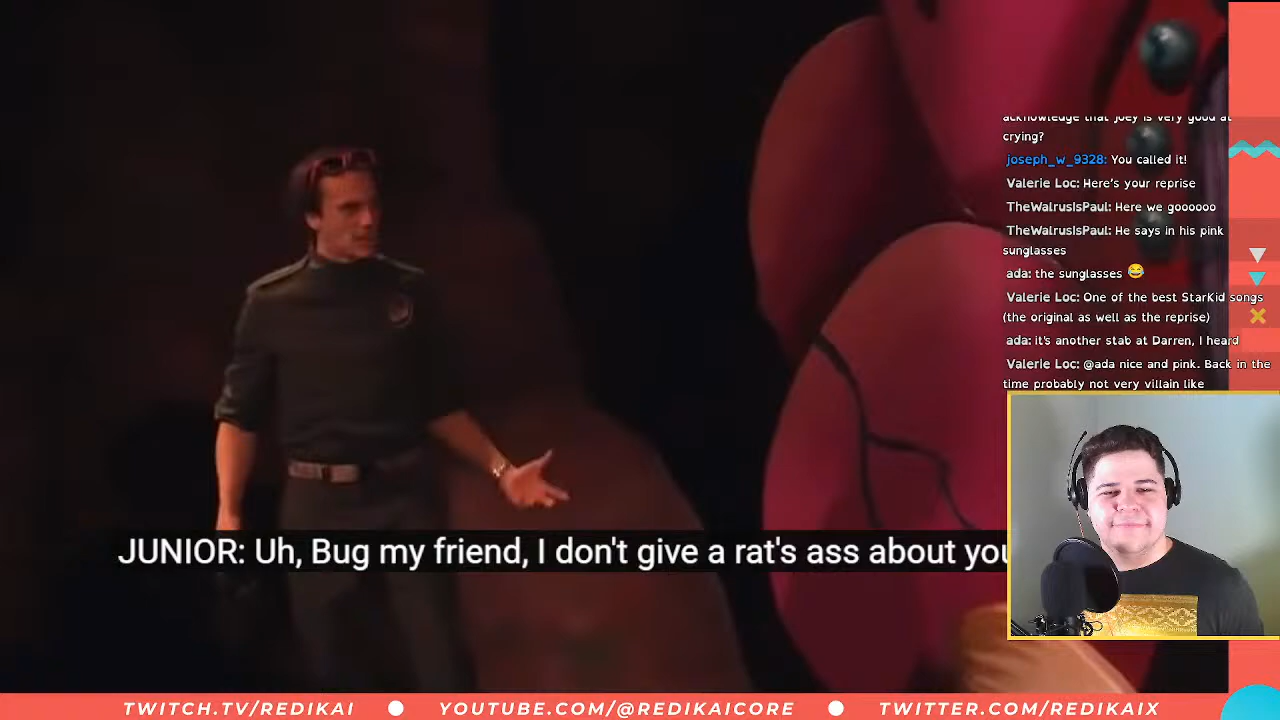 acknowledge that joey is very good at
crying?
joseph_w_9328: You called it!
Valerie Loc: Here's your reprise
TheWalrusIsPaul: Here we gooooo
TheWalrusIsPaul: He says in his pink
sunglasses
ada: the sunglasses 😂
Valerie Loc: One of the best StarKid songs
(the original as well as the reprise)
ada: it's another stab at Darren, I heard
Valerie Loc: @ada nice and pink. Back in the
time probably not very villain like
JUNIOR: Uh, Bug my friend, I don't give a rat's ass about you
TWITCH.TV/REDIKAI
YOUTUBE.COM/@REDIKAICORE
TWITTER.COM/REDIKAIX